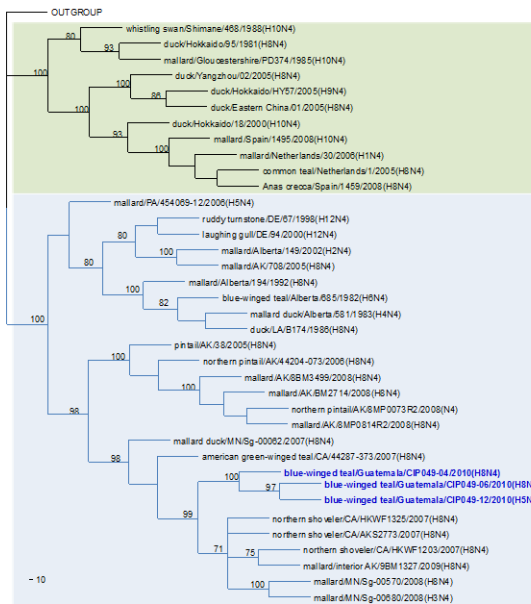 OUTGROUP
whistling swan/Shimane/468/1988(H10N4)
80
duck/Hokkaido/95/1981(H8N4)
93
mallard/Gloucestershire/PD374/1985(H10N4)
100
duck/Yangzhou/02/2005(H8N4)
100
duck/Hokkaido/HY57/2005(H9N4)
86
duck/Eastern China/01/2005(H8N4)
duck/Hokkaido/18/2000(H10N4)
93
mallard/Spain/1495/2008(H10N4)
100
mallard/Netherlands/30/2006(H1N4)
common teal/Netherlands/1/2005(H8N4)
Anas crecca/Spain/1459/2008(H8N4)
mallard/PA/454069-12/2006(H5N4)
ruddy turnstone/DE/67/1998(H12N4)
80
laughing gull/DE/94/2000(H12N4)
mallard/Alberta/149/2002(H2N4)
100
80
mallard/AK/708/2005(H8N4)
mallard/Alberta/194/1992(H8N4)
100
blue-winged teal/Alberta/685/1982(H6N4)
82
mallard duck/Alberta/581/1983(H4N4)
100
duck/LA/B174/1986(H8N4)
pintail/AK/38/2005(H8N4)
100
northern pintail/AK/44204-073/2006(H8N4)
mallard/AK/8BM3499/2008(H8N4)
100
mallard/AK/BM2714/2008(H8N4)
northern pintail/AK/8MP0073R2/2008(N4)
98
mallard/AK/8MP0814R2/2008(H8N4)
mallard duck/MN/Sg-00062/2007(H8N4)
98
american green-winged teal/CA/44287-373/2007(H8N4)
blue-winged teal/Guatemala/CIP049-04/2010(H8N4)
100
blue-winged teal/Guatemala/CIP049-06/2010(H8N
97
blue-winged teal/Guatemala/CIP049-12/2010(H5N
99
northern shoveler/CA/HKWF1325/2007(H8N4)
northern shoveler/CA/AKS2773/2007(H8N4)
71
northern shoveler/CA/HKWF1203/2007(H8N4)
75
mallard/interior AK/9BM1327/2009(H8N4)
mallard/MN/Sg-00570/2008(H8N4)
100
10
mallard/MN/Sg-00680/2008(H3N4)